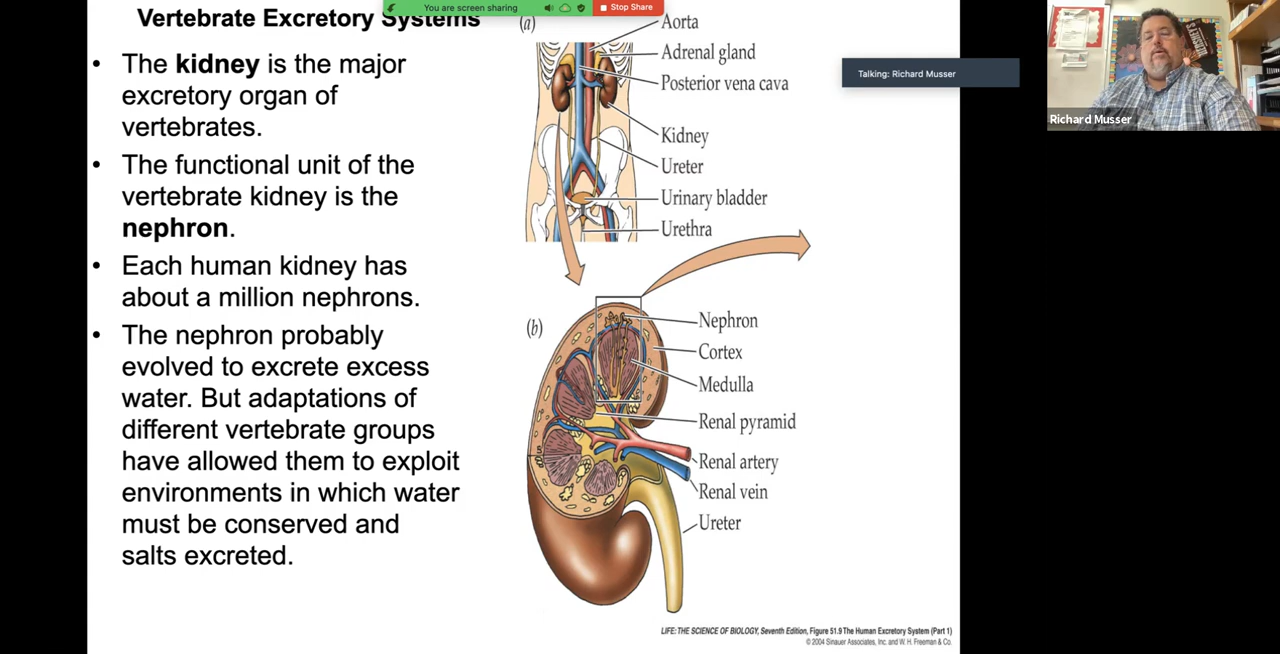 Vertebrate Excretory Systems
You are screen sharing
Stop Share
• The kidney is the major
excretory organ of
vertebrates.
• The functional unit of the
vertebrate kidney is the
nephron.
• Each human kidney has
about a million nephrons.
• The nephron probably
evolved to excrete excess
water. But adaptations of
different vertebrate groups
have allowed them to exploit
environments in which water
must be conserved and
salts excreted.
(a)
Aorta
Adrenal gland
Posterior vena cava
Kidney
Ureter
Urinary bladder
Urethra
(b)
Nephron
Cortex
Medulla
Renal pyramid
Renal artery
Renal vein
Ureter
LIFE: THE SCIENCE OF BIOLOGY, Seventh Edition, Figure 51.9 The Human Excretory System (Part 1)
© 2004 Sinauer Associates, Inc. and W. H. Freeman & Co.
Talking: Richard Musser
Richard Musser
HERSHEY'S